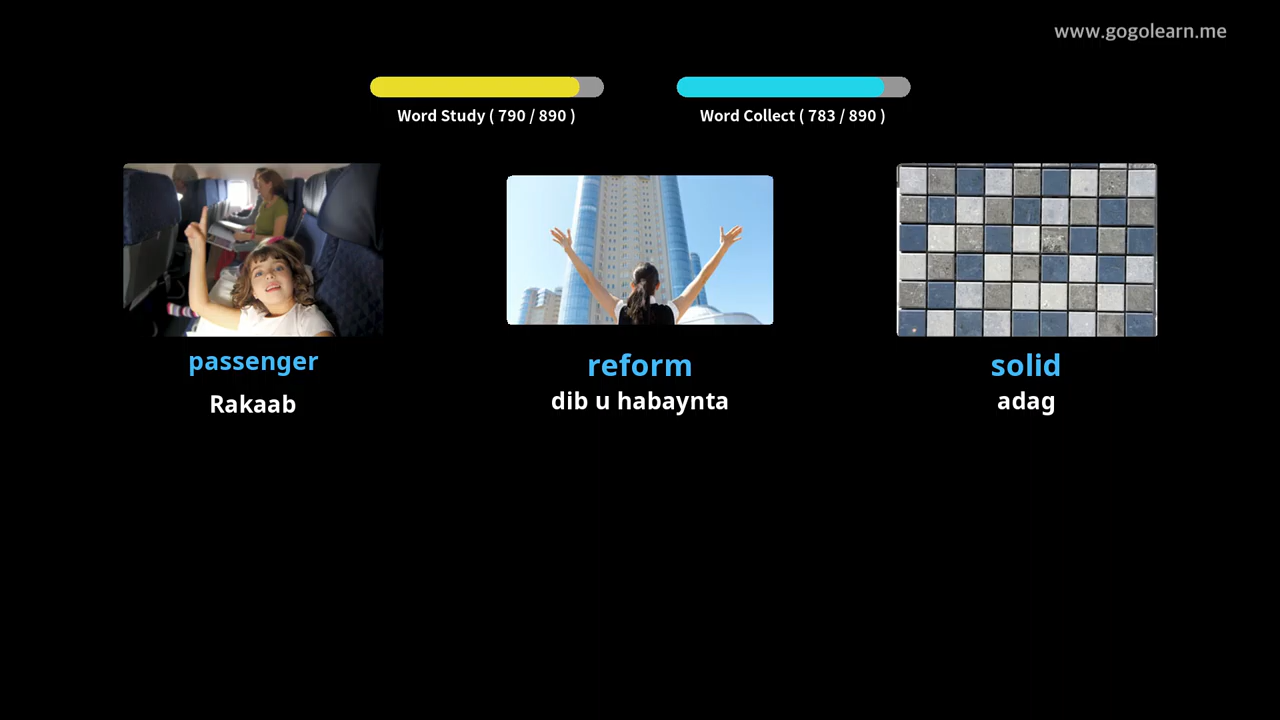 www.gogolearn.me
Word Study ( 790 / 890 )
Word Collect ( 783 / 890 )
passenger
Rakaab
reform
dib u habaynta
solid
adag